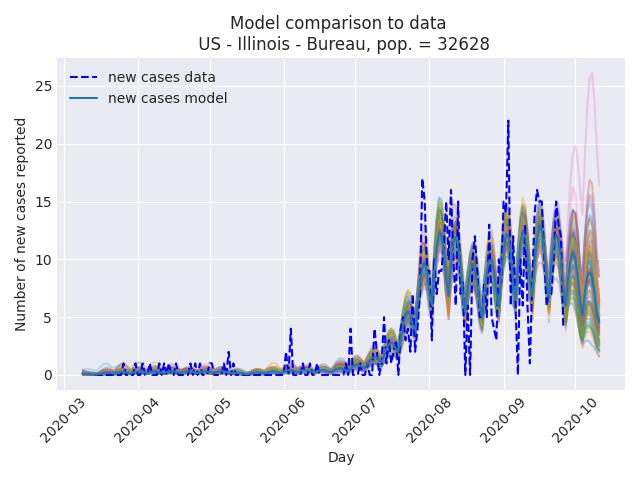 Model comparison to data
US - Illinois - Bureau, pop. = 32628
new cases data
new cases model
Number of new cases reported
25
20
15
10
5
0
2020-03
2020-04
2020-05
2020-06
2020-07
2020-08
2020-09
2020-10
Day